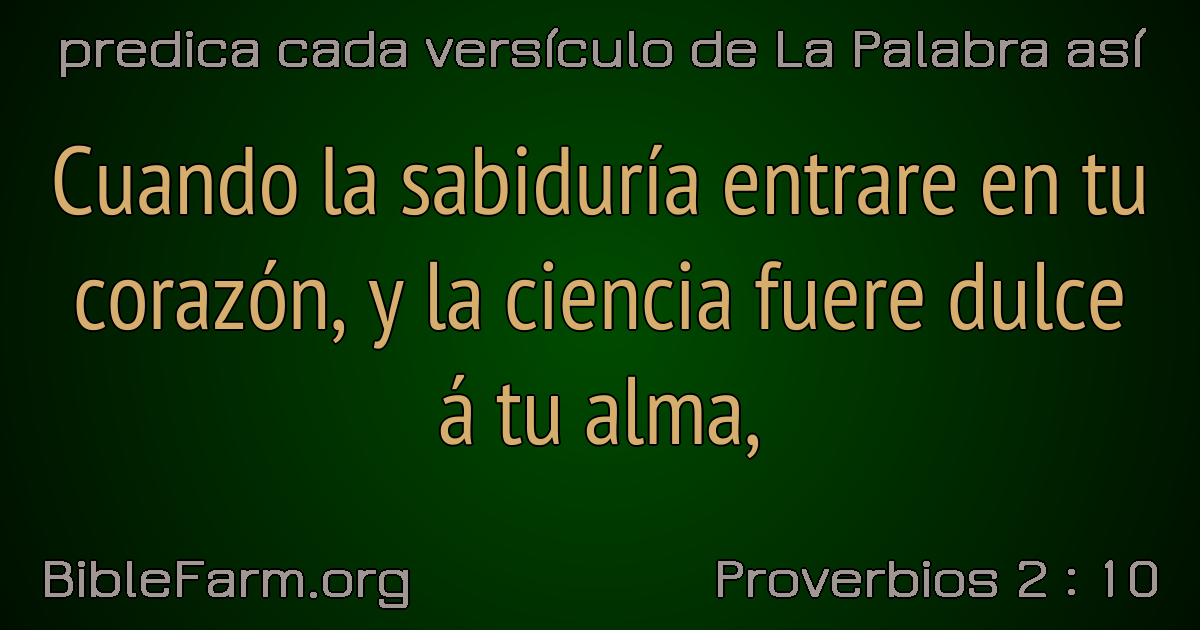 predica cada versículo de La Palabra así
Cuando la sabiduría entrare en tu
corazón, y la ciencia fuere dulce
á tu alma,
BibleFarm.org
Proverbios 2 : 10